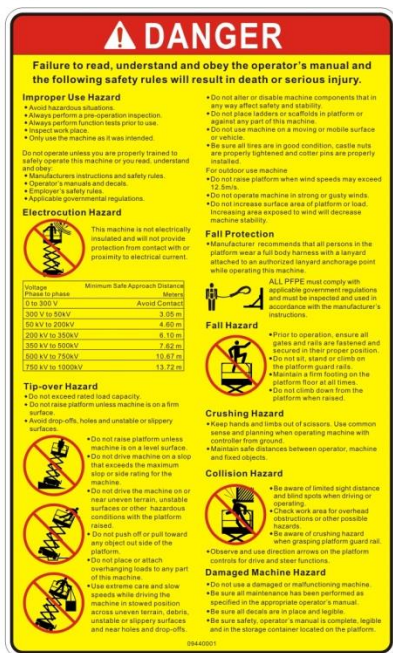 DANGER
Failure to read, understand and obey the operator's manual and
the following safety rules will result in death or serious injury.
Improper Use Hazard
• Avoid hazardous situations.
• Always perform a pre-operation inspection.
• Always perform function tests prior to use.
• Inspect work place.
• Only use the machine as it was intended.
Do not operate unless you are properly trained to
safely operate this machine or you read, understand
and obey:
• Manufacturers instructions and safety rules.
• Operator's manuals and decals.
• Employer's safety rules.
• Applicable governmental regulations.
Electrocution Hazard
This machine is not electrically
insulated and will not provide
protection from contact with or
proximity to electrical current.
Voltage Minimum Safe Approach Distance
Phase to phase Meters
0 to 300 V Avoid Contact
300 V to 50kV 3.05 m
50 kV to 200kV 4.60 m
200 kV to 350kV 6.10 m
350 kV to 500kV 7.62 m
500 kV to 750kV 10.67 m
750 kV to 1000kV 13.72 m
Tip-over Hazard
• Do not exceed rated load capacity.
• Do not raise platform unless machine is on a firm
surface.
• Avoid drop-offs, holes and unstable or slippery
surfaces.
• Do not raise platform unless
machine is on a level surface.
• Do not drive machine on a slop
that exceeds the maximum
slop or side rating for the
machine.
• Do not drive the machine on or
near uneven terrain, unstable
surfaces or other hazardous
conditions with the platform
raised.
• Do not push off or pull toward
any object out side of the
platform.
• Do not place or attach
overhanging loads to any part
of this machine.
• Use extreme care and slow
speeds while driving the
machine in stowed position
across uneven terrain, debris,
unstable or slippery surfaces
and near holes and drop-offs.
• Do not alter or disable machine components that in
any way affect safety and stability.
• Do not place ladders or scaffolds in platform or
against any part of this machine.
• Do not use machine on a moving or mobile surface
or vehicle.
• Be sure all tires are in good condition, castle nuts
are properly tightened and cotter pins are properly
installed.
For outdoor use machine
• Do not raise platform when wind speeds may exceed
12.5m/s.
• Do not operate machine in strong or gusty winds.
• Do not increase surface area of platform or load.
Increasing area exposed to wind will decrease
machine stability.
Fall Protection
• Manufacturer recommends that all persons in the
platform wear a full body harness with a lanyard
attached to an authorized lanyard anchorage point
while operating this machine.
ALL PFPE must comply with
applicable government regulations
and must be inspected and used in
accordance with the manufacturer's
instructions.
Fall Hazard
• Prior to operation, ensure all
gates and rails are fastened and
secured in their proper position.
• Do not sit, stand or climb on
the platform guard rails.
• Maintain a firm footing on the
platform floor at all times.
• Do not climb down from the
platform when raised.
Crushing Hazard
• Keep hands and limbs out of scissors. Use common
sense and planning when operating machine with
controller from ground.
• Maintain safe distances between operator, machine
and fixed objects.
Collision Hazard
• Be aware of limited sight distance
and blind spots when driving or
operating.
• Check work area for overhead
obstructions or other possible
hazards.
• Be aware of crushing hazard
when grasping platform guard rail.
• Observe and use direction arrows on the platform
controls for drive and steer functions.
Damaged Machine Hazard
• Do not use a damaged or malfunctioning machine.
• Be sure all maintenance has been performed as
specified in the appropriate operator's manual.
• Be sure all decals are in place and legible.
• Be sure safety, operator's manual is complete, legible
and in the storage container located on the platform.
09440001